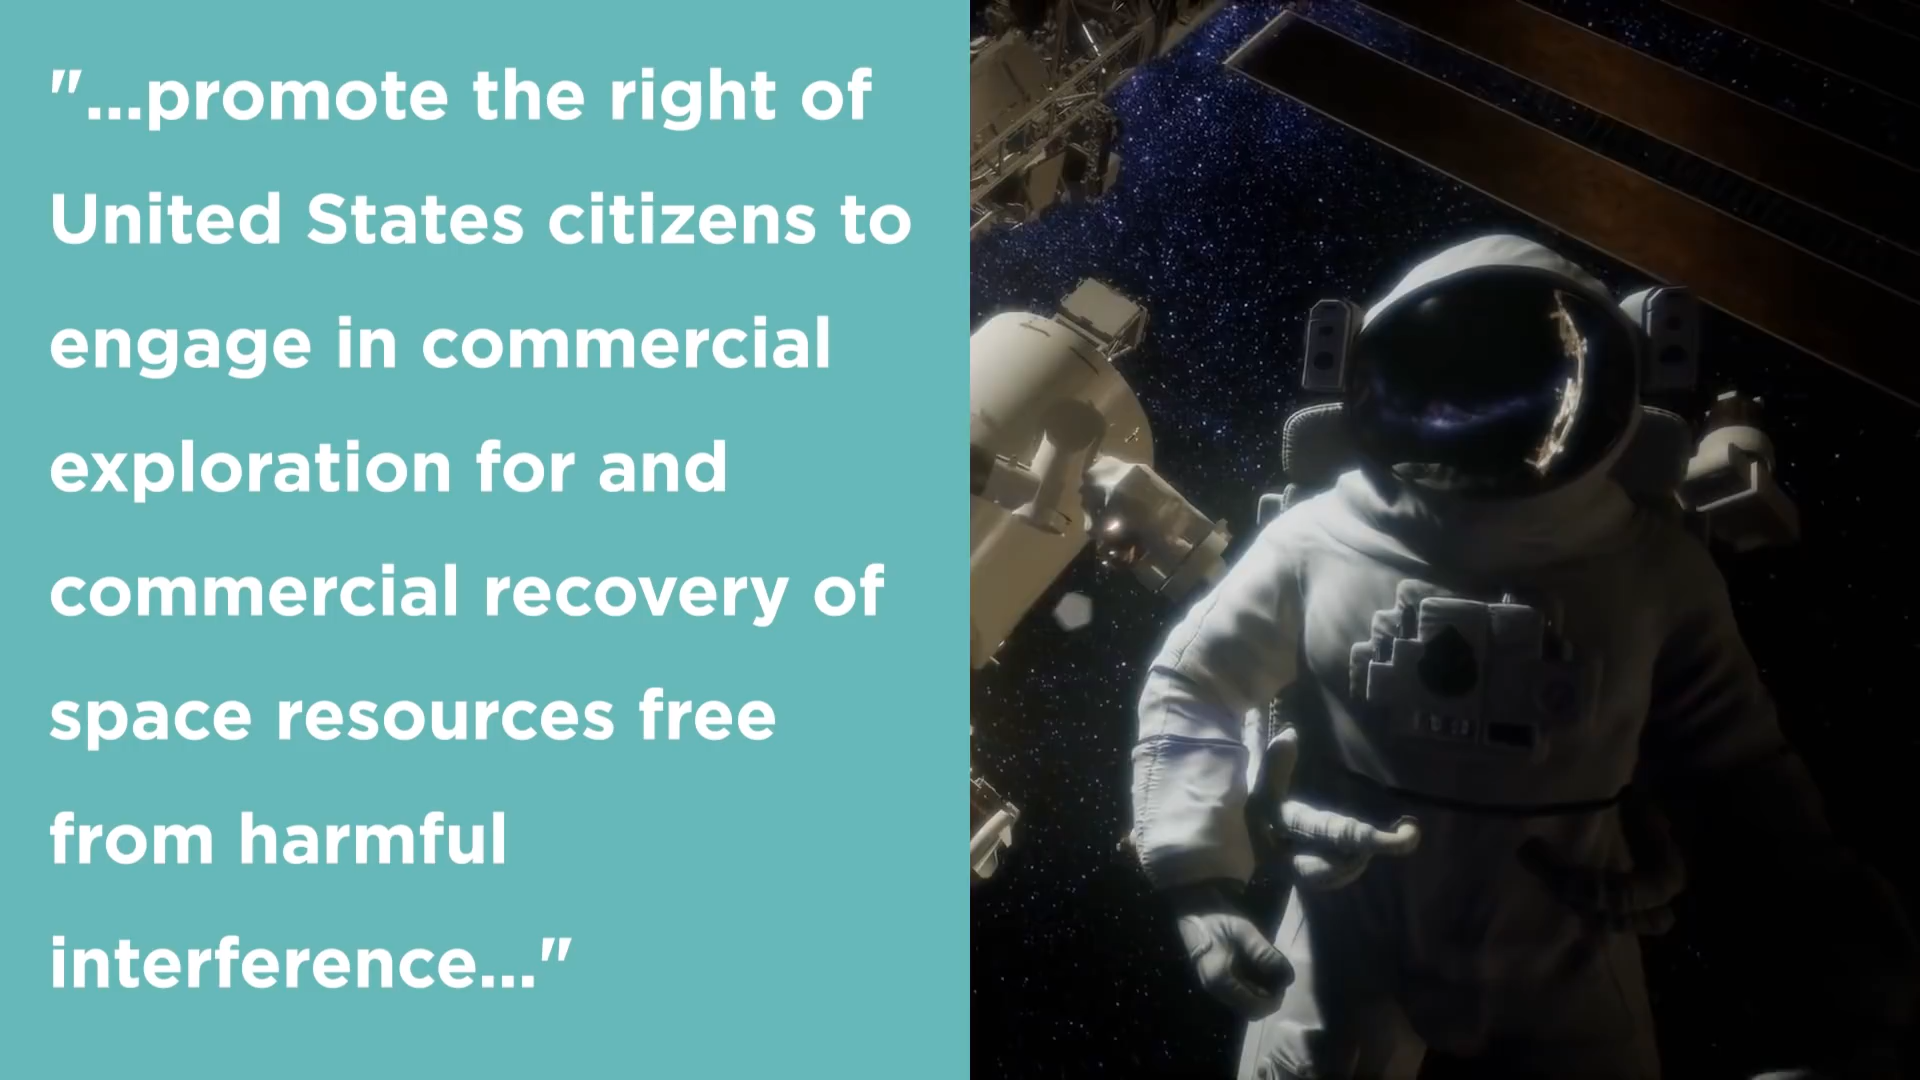 "...promote the right of
United States citizens to
engage in commercial
exploration for and
commercial recovery of
space resources free
from harmful
interference..."